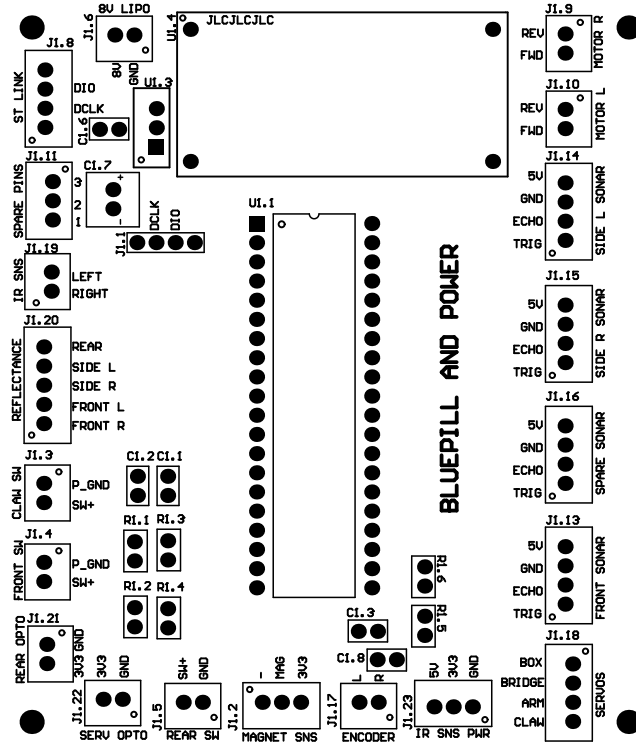 8V LIPO
J1.6
8V
GND
U1.4
JLCJLCJLC
J1.9
REV
FWD
MOTOR R
J1.8
ST LINK
DIO
DCLK
C1.6
U1.3
J1.10
REV
FWD
MOTOR L
J1.11
SPARE PINS
3
2
1
C1.7
+
-
J1.14
5V
GND
ECHO
TRIG
SIDE L SONAR
J1.1
DCLK
DIO
U1.1
J1.19
IR SNS
LEFT
RIGHT
BLUEPILL AND POWER
J1.15
5V
GND
ECHO
TRIG
SIDE R SONAR
J1.20
REFLECTANCE
REAR
SIDE L
SIDE R
FRONT L
FRONT R
J1.16
5V
GND
ECHO
TRIG
SPARE SONAR
J1.3
CLAW SW
P_GND
SW+
C1.2
C1.1
J1.4
FRONT SW
P_GND
SW+
R1.1
R1.3
R1.2
R1.4
R1.6
R1.5
J1.13
5V
GND
ECHO
TRIG
FRONT SONAR
J1.21
REAR OPTO
GND
3V3
C1.3
C1.8
J1.18
BOX
BRIDGE
ARM
CLAW
SERVOS
J1.22
3V3
GND
SERV OPTO
J1.5
SW+
GND
REAR SW
J1.2
-
MAG
3V3
MAGNET SNS
J1.17
L
R
ENCODER
J1.23
5V
3V3
GND
IR SNS PWR